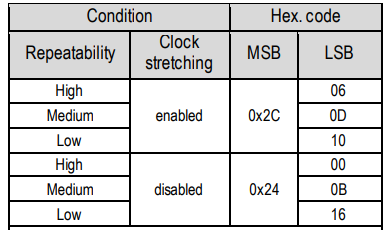 Condition Hex. code
Repeatability Clock stretching MSB LSB
High enabled 0x2C 06
Medium 0D
Low 10
High disabled 0x24 00
Medium 0B
Low 16